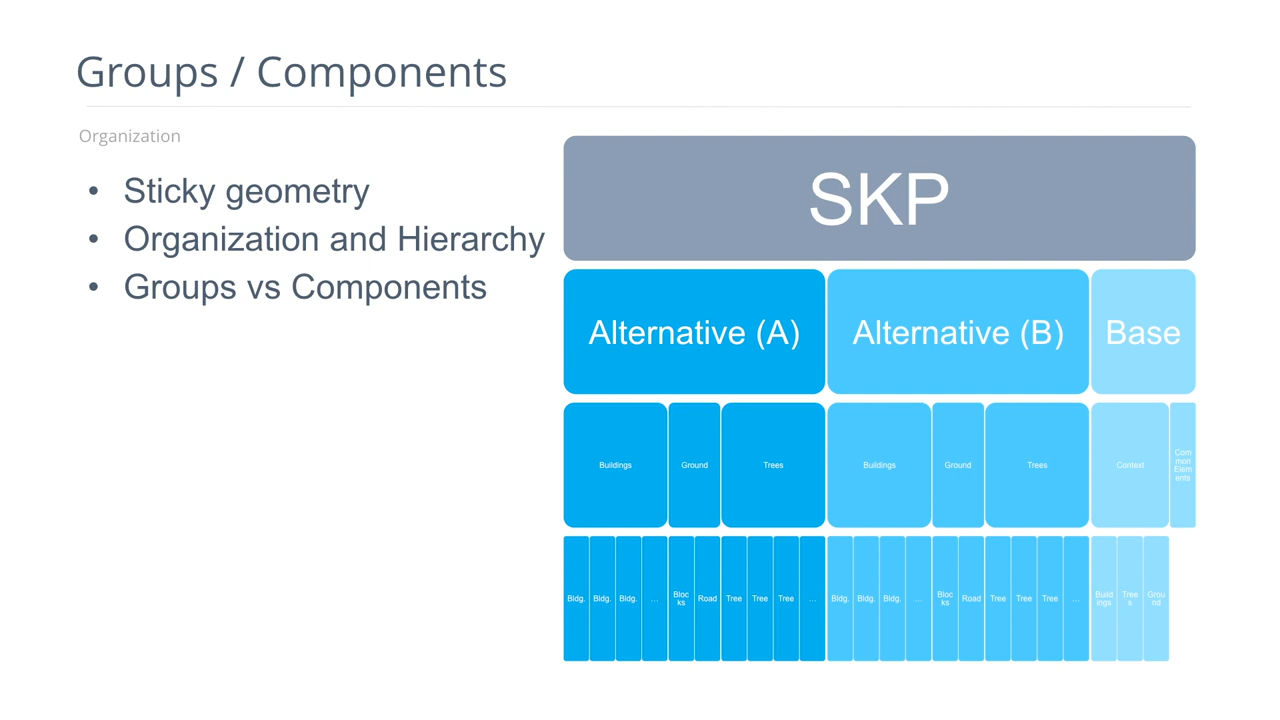 Groups / Components
Organization
• Sticky geometry
• Organization and Hierarchy
• Groups vs Components
SKP
Alternative (A) Alternative (B) Base
Buildings Ground Trees Buildings Ground Trees Context
Com
mon
Elem
ents
Bldg. Bldg. Bldg. ...
Bloc
ks
Road Tree Tree Tree ...
Bldg. Bldg. Bldg. ...
Bloc
ks
Road Tree Tree Tree ...
Build
ings
Tree
s
Grou
nd